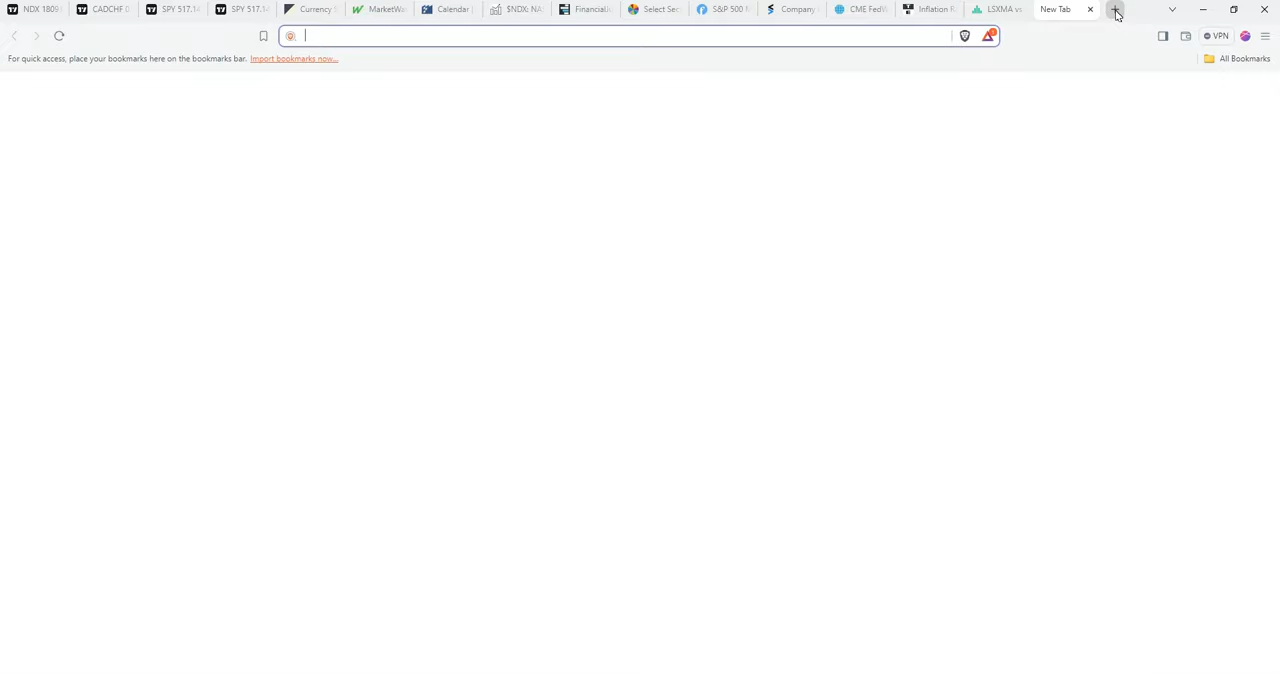 NDX 1809 CADCHF 0 SPY 517.1 SPY 517.1 Currency S MarketWa Calendar $NDX: NA Financial Select Sec S&P 500 Company CME FedW Inflation R LSXMA vs New Tab
VPN
For quick access, place your bookmarks here on the bookmarks bar. Import bookmarks now... All Bookmarks